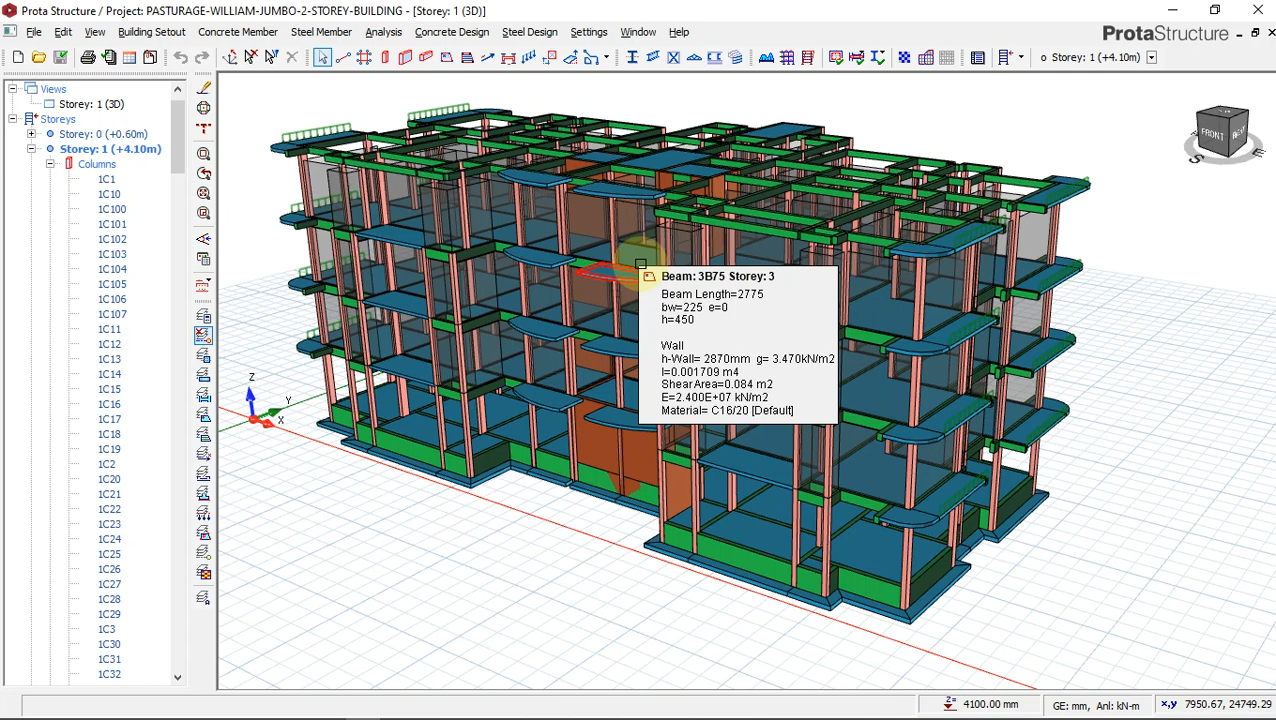 Prota Structure / Project: PASTURAGE-WILLIAM-JUMBO-2-STOREY-BUILDING - [Storey: 1 (3D)]
File Edit View Building Setout Concrete Member Steel Member Analysis Concrete Design Steel Design Settings Window Help
ProtaStructure
Storey: 1 (+4.10m)
Views
Storey: 1 (3D)
Storeys
Storey: 0 (+0.60m)
Storey: 1 (+4.10m)
Columns
1C1
1C10
1C100
1C101
1C102
1C103
1C104
1C105
1C106
1C107
1C11
1C12
1C13
1C14
1C15
1C16
1C17
1C18
1C19
1C2
1C20
1C21
1C22
1C23
1C24
1C25
1C26
1C27
1C28
1C29
1C3
1C30
1C31
1C32
FRONT
S
E
Z
Y
X
Beam: 3B75 Storey: 3
Beam Length=2775
bw=225 e=0
h=450
Wall
h-Wall= 2870mm g= 3.470kN/m2
I=0.001709 m4
ShearArea=0.084 m2
E=2.400E+07 kN/m2
Material= C16/20 [Default]
Z= 4100.00 mm
GE: mm, Anl: kN-m
x,y 7950.67, 24749.29